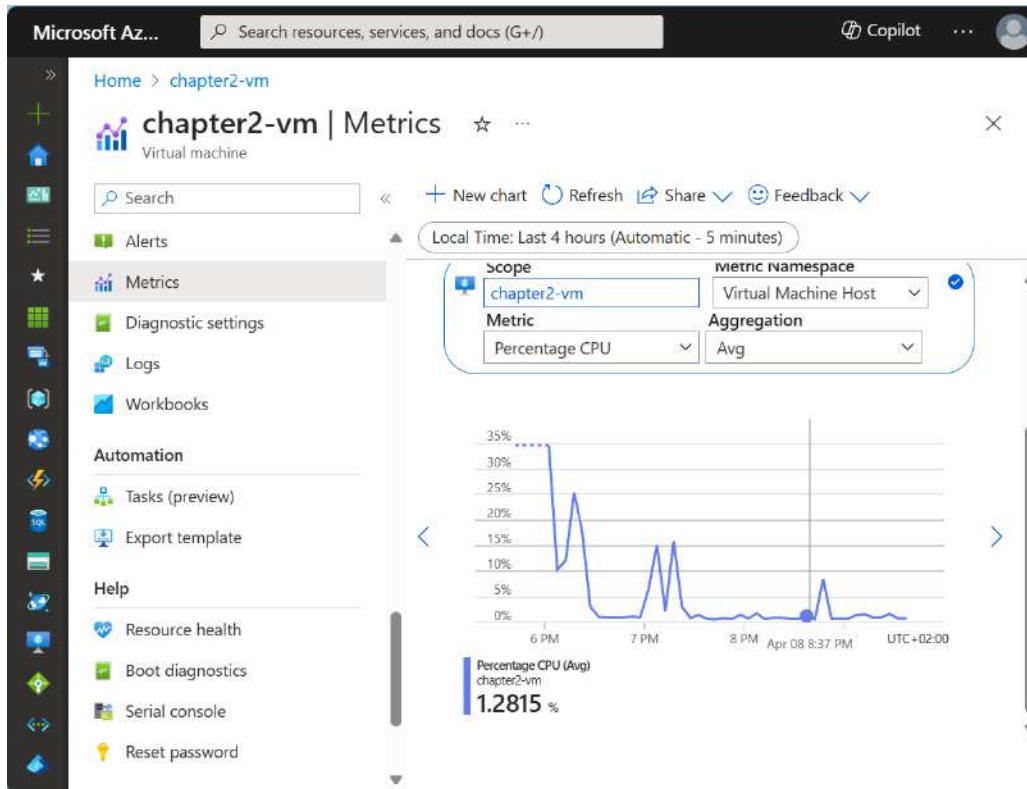 Microsoft Az...
Search resources, services, and docs (G+/)
Copilot
Home > chapter2-vm
chapter2-vm | Metrics
Virtual machine
Search
Alerts
Metrics
Diagnostic settings
Logs
Workbooks
Automation
Tasks (preview)
Export template
Help
Resource health
Boot diagnostics
Serial console
Reset password
New chart Refresh Share Feedback
Local Time: Last 4 hours (Automatic - 5 minutes)
Scope Metric Namespace
chapter2-vm Virtual Machine Host
Metric Aggregation
Percentage CPU Avg
35%
30%
25%
20%
15%
10%
5%
0%
6 PM 7 PM 8 PM Apr 08 8:37 PM UTC+02:00
Percentage CPU (Avg)
chapter2-vm
1.2815 %
SQL